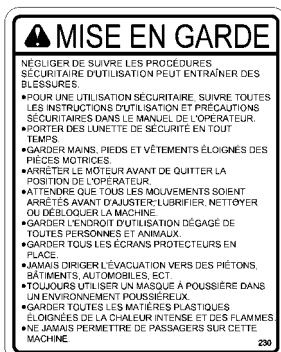 MISE EN GARDE
NÉGLIGER DE SUIVRE LES PROCÉDURES
SÉCURITAIRE D'UTILISATION PEUT ENTRAÎNER DES
BLESSURES.
•POUR UNE UTILISATION SÉCURITAIRE, SUIVRE TOUTES
LES INSTRUCTIONS D'UTILISATION ET PRÉCAUTIONS
SÉCURITAIRES DANS LE MANUEL DE L'OPÉRATEUR.
•PORTER DES LUNETTE DE SÉCURITÉ EN TOUT
TEMPS.
•GARDER MAINS, PIEDS ET VÊTEMENTS ÉLOIGNÉS DES
PIÈCES MOTRICES.
•ARRÊTER LE MOTEUR AVANT DE QUITTER LA
POSITION DE L'OPÉRATEUR.
•ATTENDRE QUE TOUS LES MOUVEMENTS SOIENT
ARRÊTÉS AVANT D'AJUSTER, LUBRIFIER, NETTOYER
OU DÉBLOQUER LA MACHINE.
•GARDER L'ENDROIT D'UTILISATION DÉGAGÉ DE
TOUTES PERSONNES ET ANIMAUX.
•GARDER TOUS LES ÉCRANS PROTECTEURS EN
PLACE.
•JAMAIS DIRIGER L'ÉVACUATION VERS DES PIÉTONS,
BÂTIMENTS, AUTOMOBILES, ECT.
•TOUJOURS UTILISER UN MASQUE À POUSSIÈRE DANS
UN ENVIRONNEMENT POUSSIÉREUX.
•GARDER TOUTES LES MATIÈRES PLASTIQUES
ÉLOIGNÉES DE LA CHALEUR INTENSE ET DES FLAMMES.
•NE JAMAIS PERMETTRE DE PASSAGERS SUR CETTE
MACHINE.
230